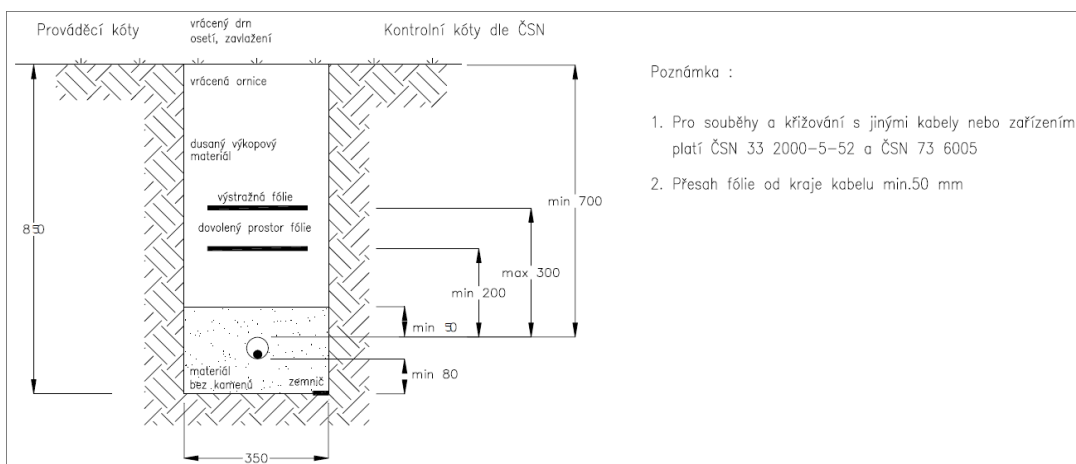 Prováděcí kóty
vrácený drn
osetí, zavlažení
Kontrolní kóty dle ČSN
vrácená ornice
dusaný výkopový
materiál
výstražná fólie
dovolený prostor fólie
850
min 700
max 300
min 200
min 50
min 80
materiál
bez kamenů
zemnič
350
Poznámka :
1. Pro souběhy a křižování s jinými kabely nebo zařízením
platí ČSN 33 2000-5-52 a ČSN 73 6005
2. Přesah fólie od kraje kabelu min.50 mm